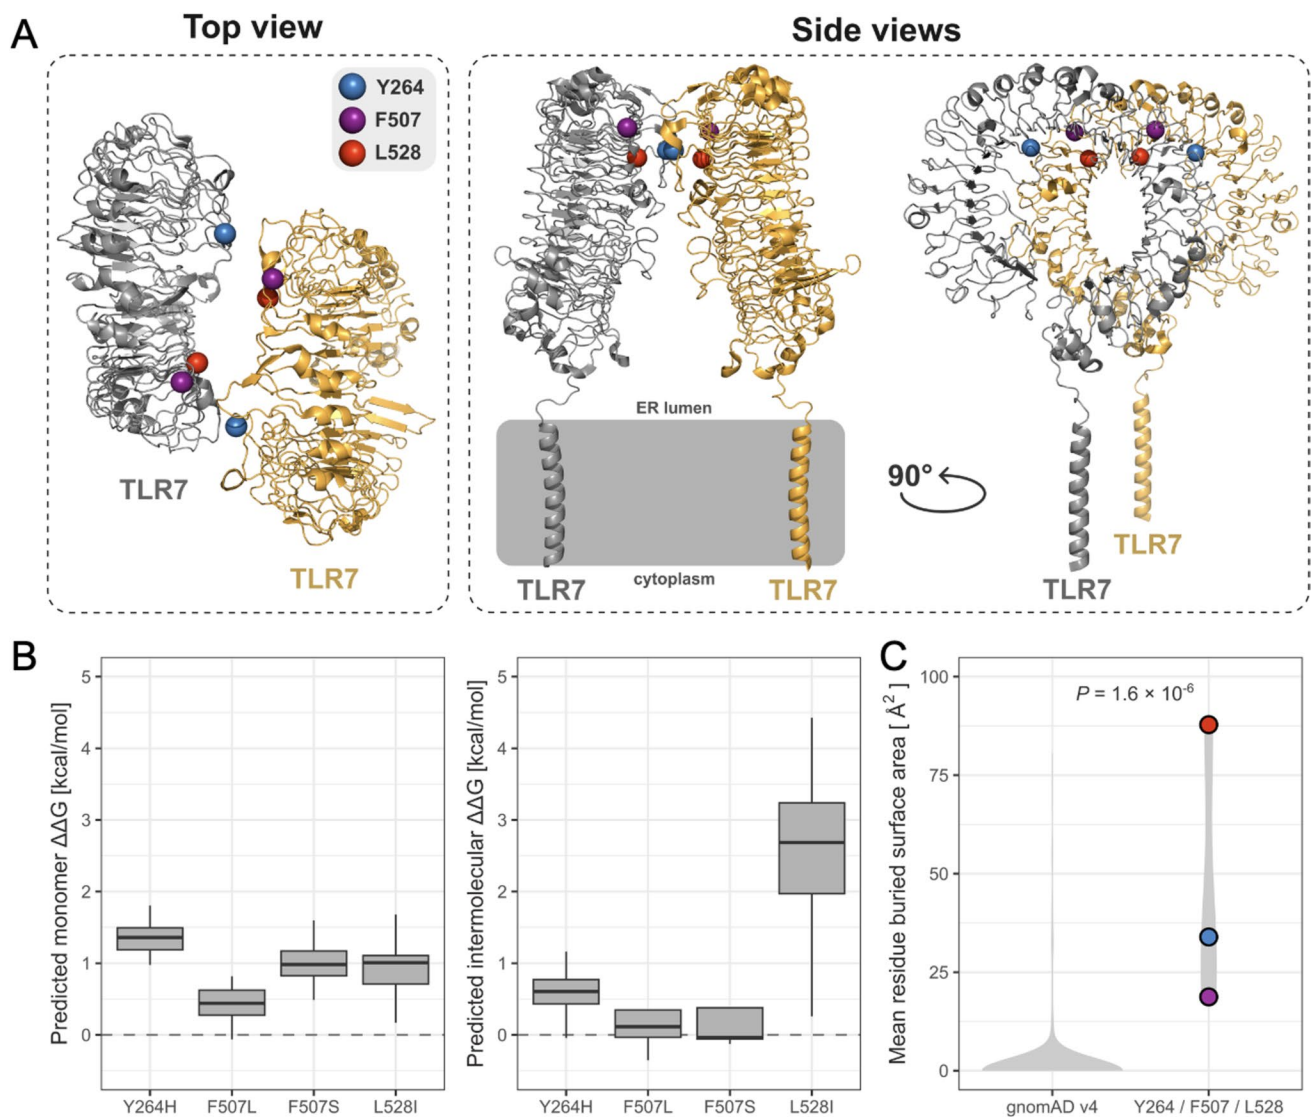 A
Top view
Y264
F507
L528
TLR7
TLR7
Side views
ER lumen
cytoplasm
TLR7
TLR7
90°
TLR7
TLR7
B
Predicted monomer ΔΔG [kcal/mol]
5
4
3
2
1
0
Y264H
F507L
F507S
L528I
Predicted intermolecular ΔΔG [kcal/mol]
5
4
3
2
1
0
Y264H
F507L
F507S
L528I
C
Mean residue buried surface area [ Å² ]
100
75
50
25
0
P = 1.6 × 10⁻⁶
gnomAD v4
Y264 / F507 / L528